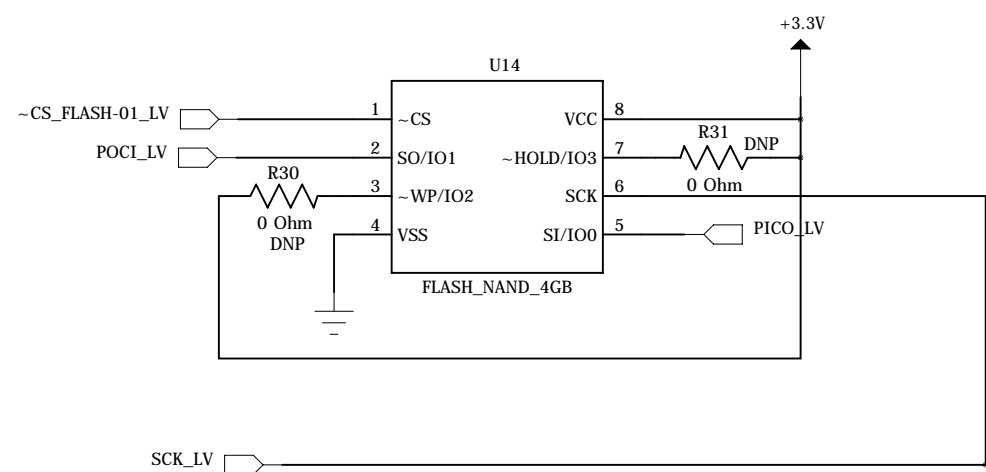 +3.3V
U14
~CS_FLASH-01_LV
1
~CS
VCC
8
POCI_LV
2
SO/IO1
~HOLD/IO3
7
R31
DNP
0 Ohm
R30
0 Ohm
DNP
3
~WP/IO2
SCK
6
4
VSS
SI/IO0
5
PICO_LV
FLASH_NAND_4GB
SCK_LV